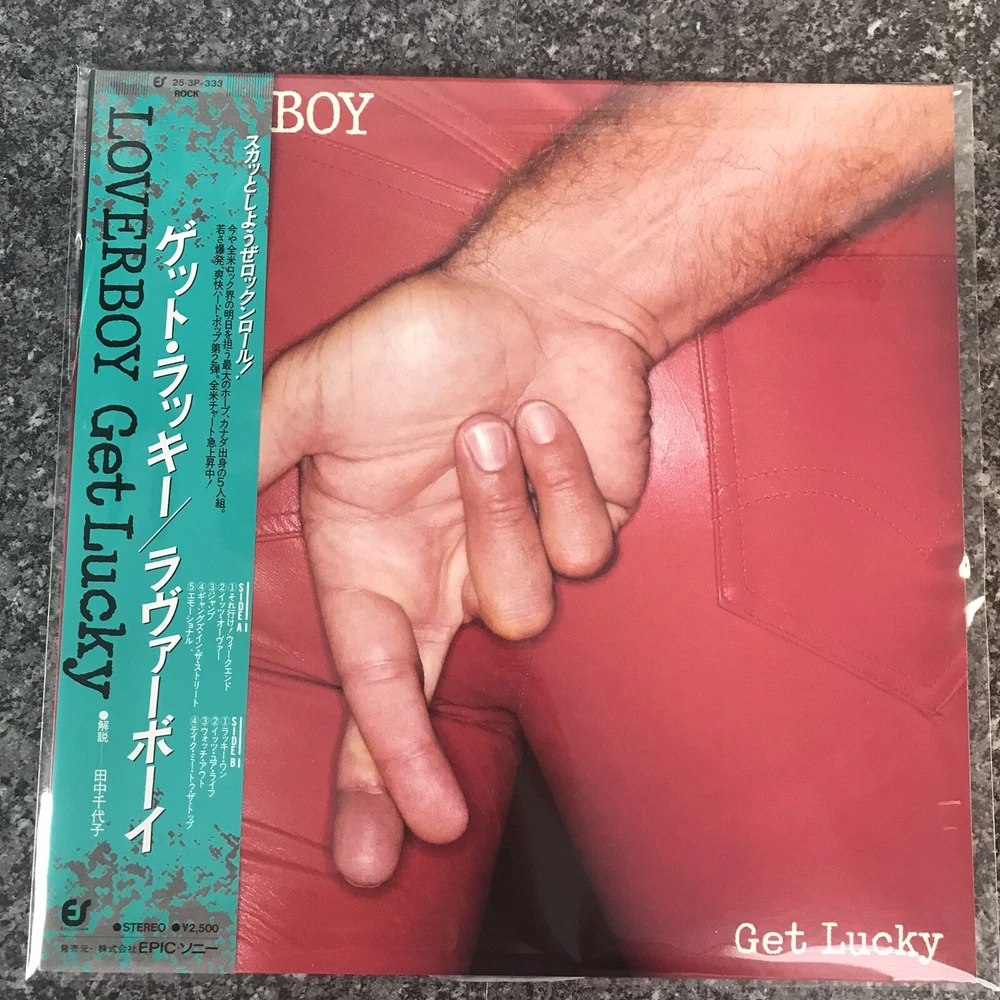 25・3P-333
ROCK
BOY
LOVERBOY Get Lucky
ゲット・ラッキー/ラヴァーボーイ
スカッとしようぜロックンロール!
今や全米ロック界の明日を担う最大のホープ、カナダ出身の5人組。
若さ爆発、爽快ハード・ポップ第2弾。全米チャート急上昇中!
SIDE A
①それ行け!ウィークエンド
②イッツ・オーヴァー
③ジャンプ
④ギャングズ・イン・ザ・ストリート
⑤エモーショナル
SIDE B
①ラッキー・ワン
②イッツ・ユア・ライフ
③ウォッチ・アウト
④テイク・ミー・トゥ・ザ・トップ
●解説——田中千代子
●STEREO ●¥2,500
発売元・株式会社EPIC・ソニー
Get Lucky